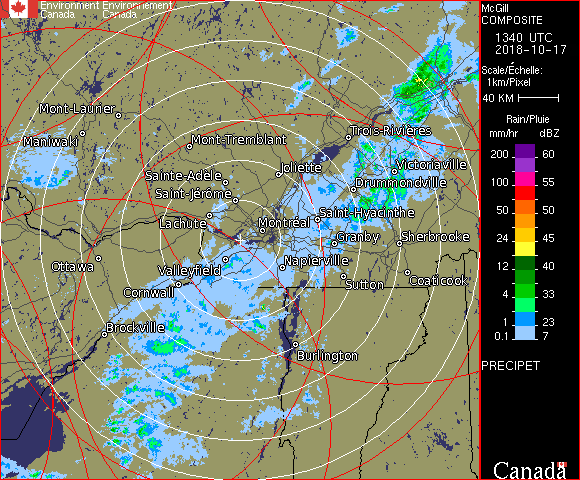 Environment Environnement
Canada Canada
McGill
COMPOSITE
1340 UTC
2018-10-17
Scale/Échelle:
1km/Pixel
40 KM
Rain/Pluie
mm/hr dBZ
200 60
55
100 55
50 50
24 45
12 40
4 33
1 23
0.1 7
PRECIPET
Canada
Mont-Laurier
Maniwaki
Mont-Tremblant
Trois-Rivières
Joliette
Victoriaville
Sainte-Adèle
Drummondville
Saint-Jérôme
Lachute
Saint-Hyacinthe
Montréal
Granby
Sherbrooke
Ottawa
Valleyfield
Napierville
Cornwall
Sutton
Coaticook
Brockville
Burlington